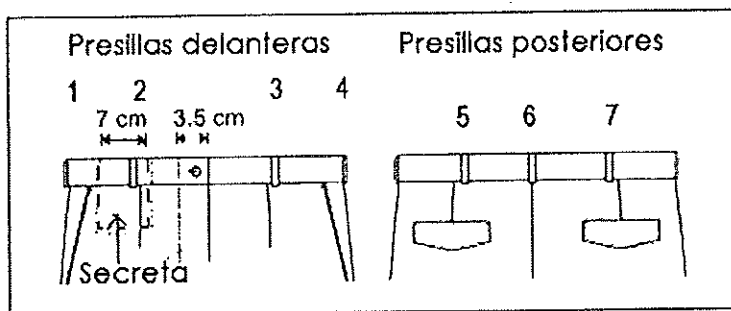 Presillas delanteras
Presillas posteriores
1 2 3 4
7 cm 3.5 cm
5 6 7
Secreta